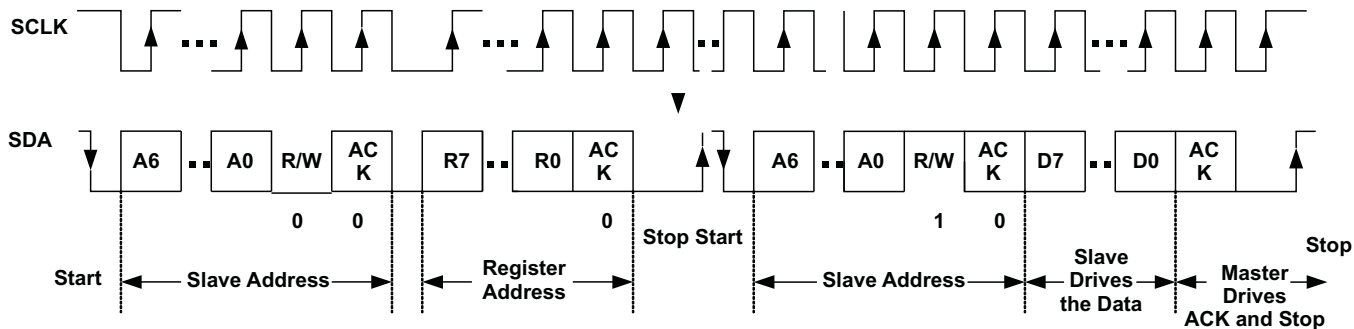 SCLK
SDA
A6 A0 R/W AC K R7 R0 AC K A6 A0 R/W AC K D7 D0 AC K
0 0 0 1 0
Stop Start
Stop
Start
Slave Address
Register
Address
Slave Address
Slave
Drives
the Data
Master
Drives
ACK and Stop